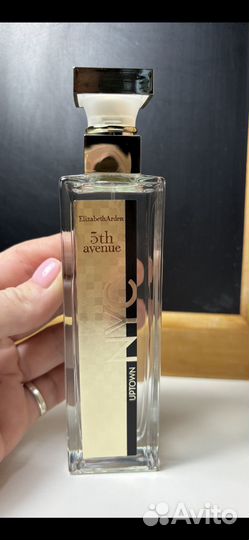 ElizabethArden
5th
avenue
NYC
UPTOWN
Avito